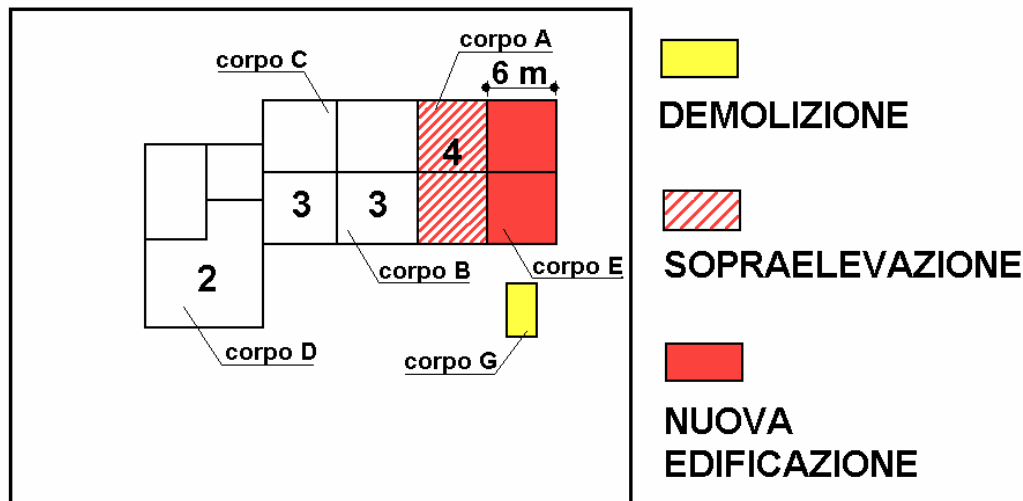 corpo A
corpo C
6 m
4
3
3
2
corpo B
corpo E
corpo D
corpo G
DEMOLIZIONE
SOPRAELEVAZIONE
NUOVA
EDIFICAZIONE